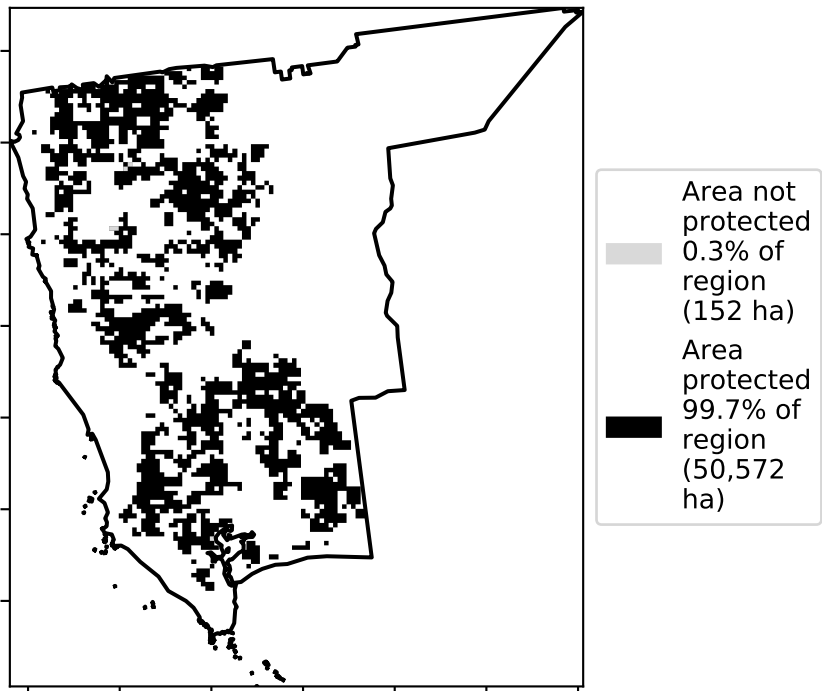 Area not
protected
0.3% of
region
(152 ha)
Area
protected
99.7% of
region
(50,572
ha)